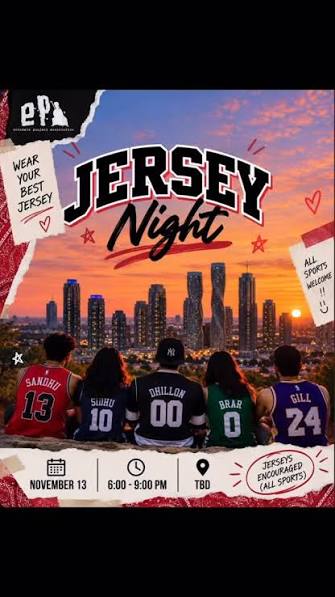 ep
WEAR
YOUR
BEST
JERSEY
JERSEY
Night
ALL
SPORTS
WELCOME
!!
NY
SANDHU
13
SIDHU
10
DHILLON
00
BRAR
0
GILL
24
NOVEMBER 13
6:00 - 9:00 PM
TBD
JERSEYS
ENCOURAGED
(ALL SPORTS)